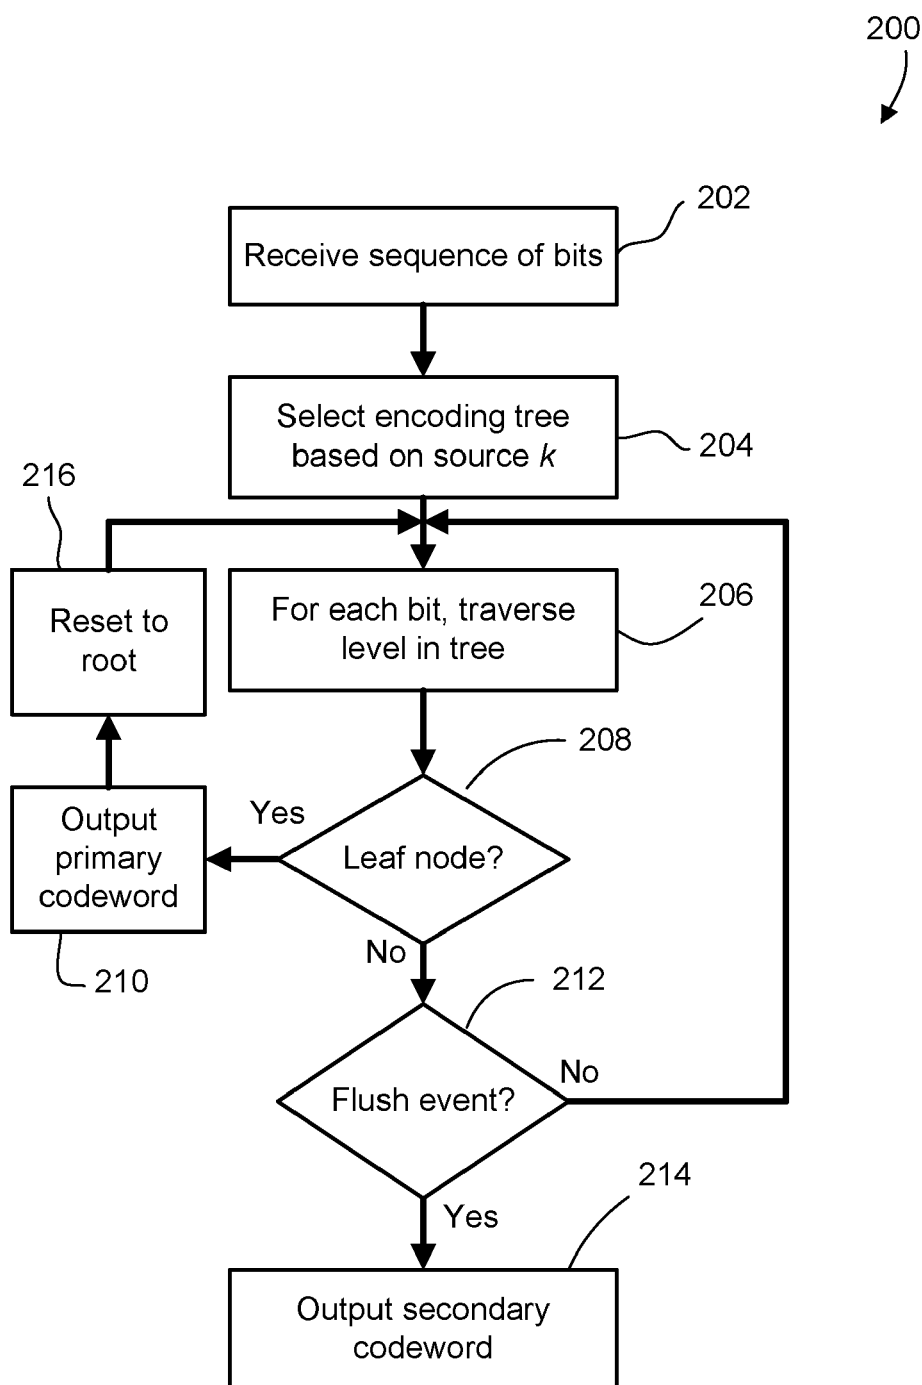 200
202
Receive sequence of bits
Select encoding tree
based on source k
204
216
Reset to
root
For each bit, traverse
level in tree
206
208
Yes
Output
primary
codeword
Leaf node?
No
210
212
Flush event?
No
214
Yes
Output secondary
codeword